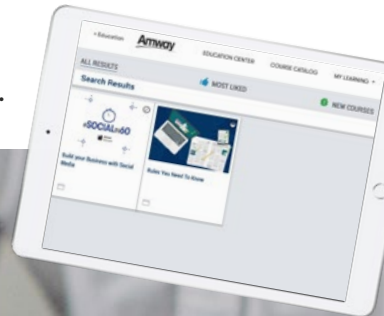 < Education
Amway
EDUCATION CENTER
COURSE CATALOG
MY LEARNING
ALL RESULTS
MOST LIKED
NEW COURSES
Search Results
#SOCIALin60
Build your Business with Social
Media
Rules You Need To Know